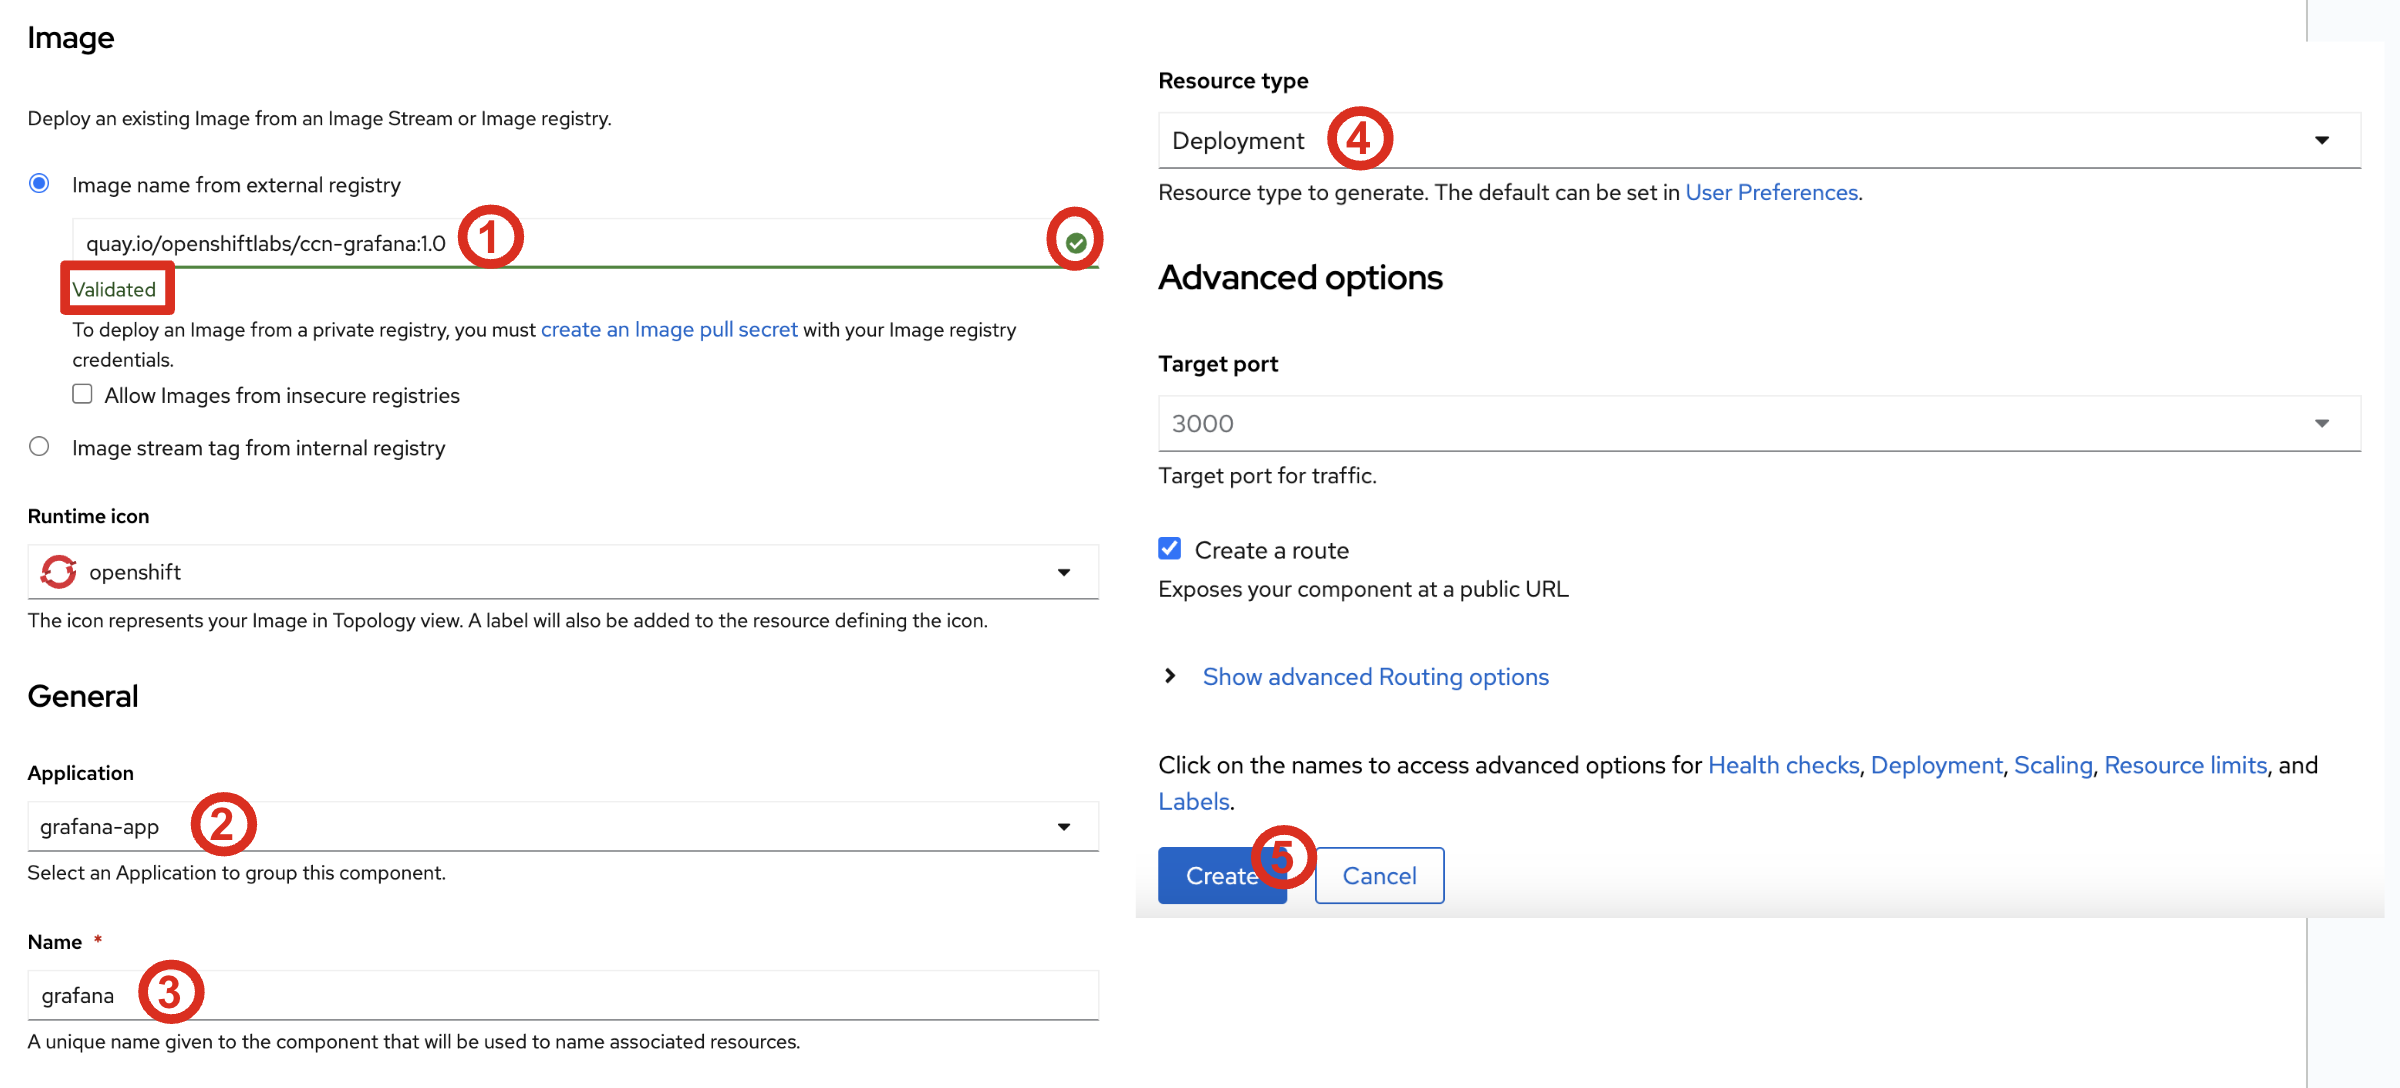 Image
Deploy an existing Image from an Image Stream or Image registry.
Image name from external registry
quay.io/openshiftlabs/ccn-grafana:1.0 1
Validated
To deploy an Image from a private registry, you must create an Image pull secret with your Image registry
credentials.
Allow Images from insecure registries
Image stream tag from internal registry
Runtime icon
openshift
The icon represents your Image in Topology view. A label will also be added to the resource defining the icon.
General
Application
grafana-app 2
Select an Application to group this component.
Name *
grafana 3
A unique name given to the component that will be used to name associated resources.
Resource type
Deployment 4
Resource type to generate. The default can be set in User Preferences.
Advanced options
Target port
3000
Target port for traffic.
Create a route
Exposes your component at a public URL
Show advanced Routing options
Click on the names to access advanced options for Health checks, Deployment, Scaling, Resource limits, and
Labels.
Create 5 Cancel